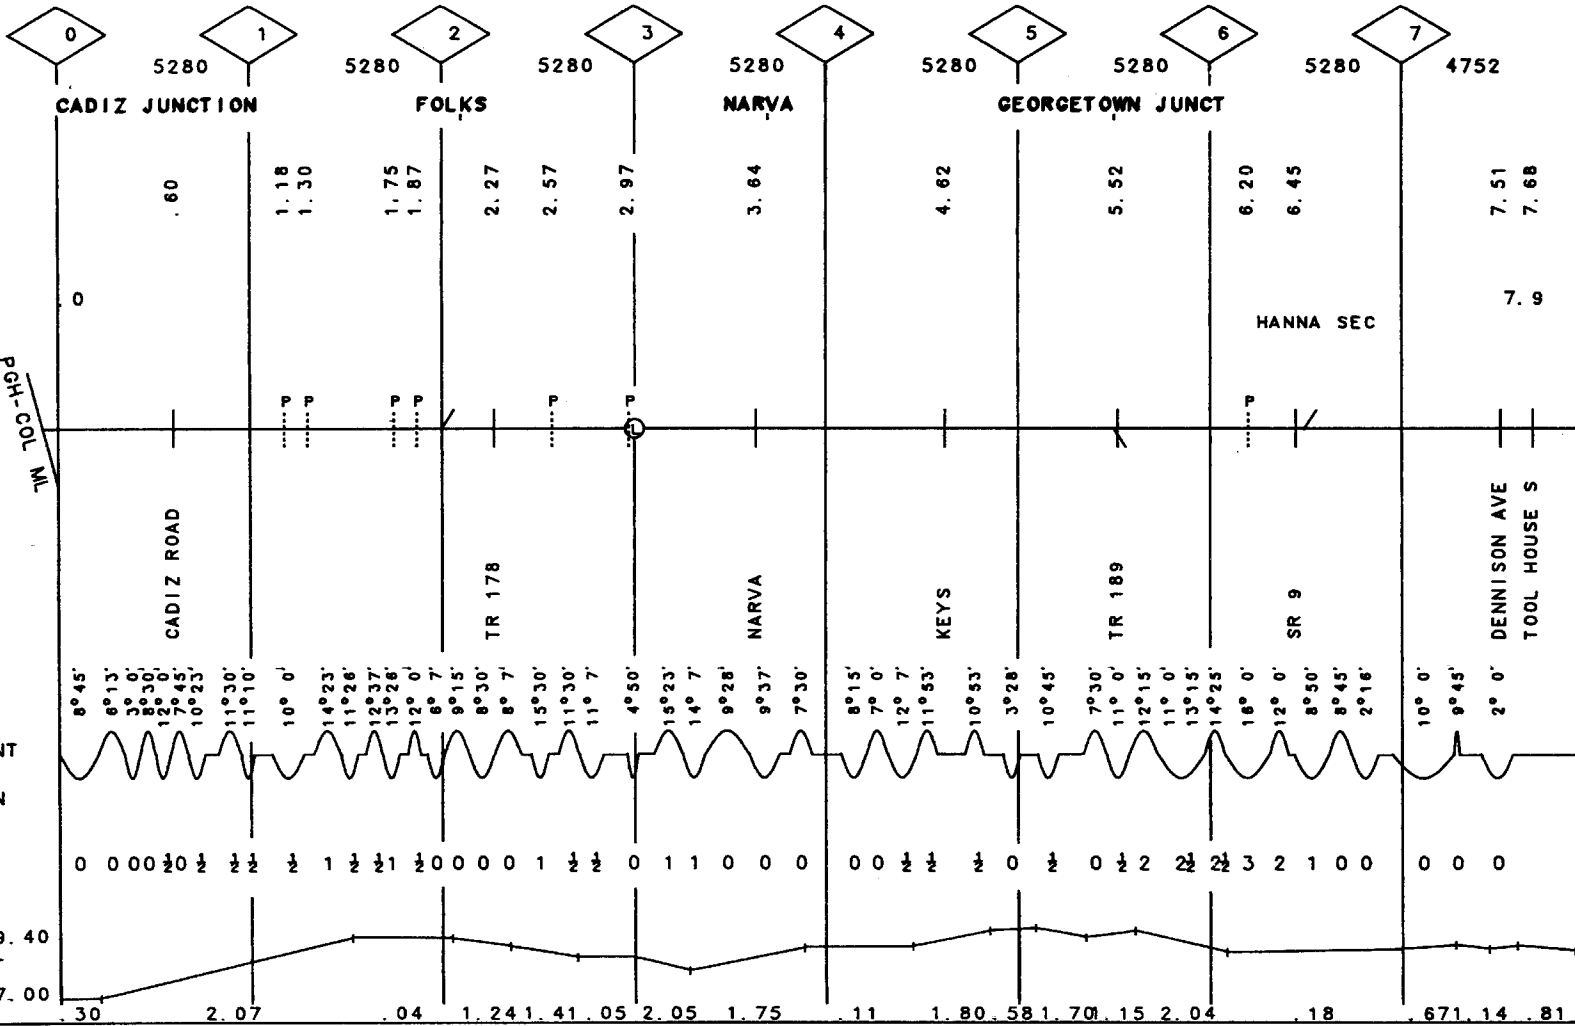 0 1 2 3 4 5 6 7
5280 5280 5280 5280 5280 5280 5280 4752
CADIZ JUNCTION FOLKS NARVA GEORGETOWN JUNCT
.60 1.18 1.30 1.75 1.87 2.27 2.57 2.97 3.64 4.62 5.52 6.20 6.45 7.51 7.68
0 7.9
HANNA SEC
PGH-COL ML
P P P P P P P
L
CADIZ ROAD TR 178 NARVA KEYS TR 189 SR 9 DENNISON AVE TOOL HOUSE S
8°45' 6°13' 3°0' 8°30' 12°0' 7°45' 10°23' 11°30' 11°10' 10°0' 14°23' 11°26' 12°37' 13°26' 12°0' 6°7' 9°15' 8°30' 8°7' 15°30' 11°30' 11°7' 4°50' 15°23' 14°7' 9°28' 9°37' 7°30' 8°15' 7°0' 12°7' 11°53' 10°53' 3°28' 10°45' 7°30' 11°0' 12°15' 11°0' 13°15' 14°25' 16°0' 12°0' 8°50' 8°45' 2°16' 10°0' 9°45' 2°0'
NT
N
0 0 0 0 ½ 0 ½ ½ ½ ½ 1 ½ ½ 1 ½ 0 0 0 0 1 ½ ½ 0 1 1 0 0 0 0 0 ½ ½ ½ 0 ½ 0 ½ 2 2½ 2½ 3 2 1 0 0 0 0 0
9.40
7.00
.30 2.07 .04 1.24 1.41 .05 2.05 1.75 .11 1.80 .58 1.70 1.15 2.04 .18 .67 1.14 .81